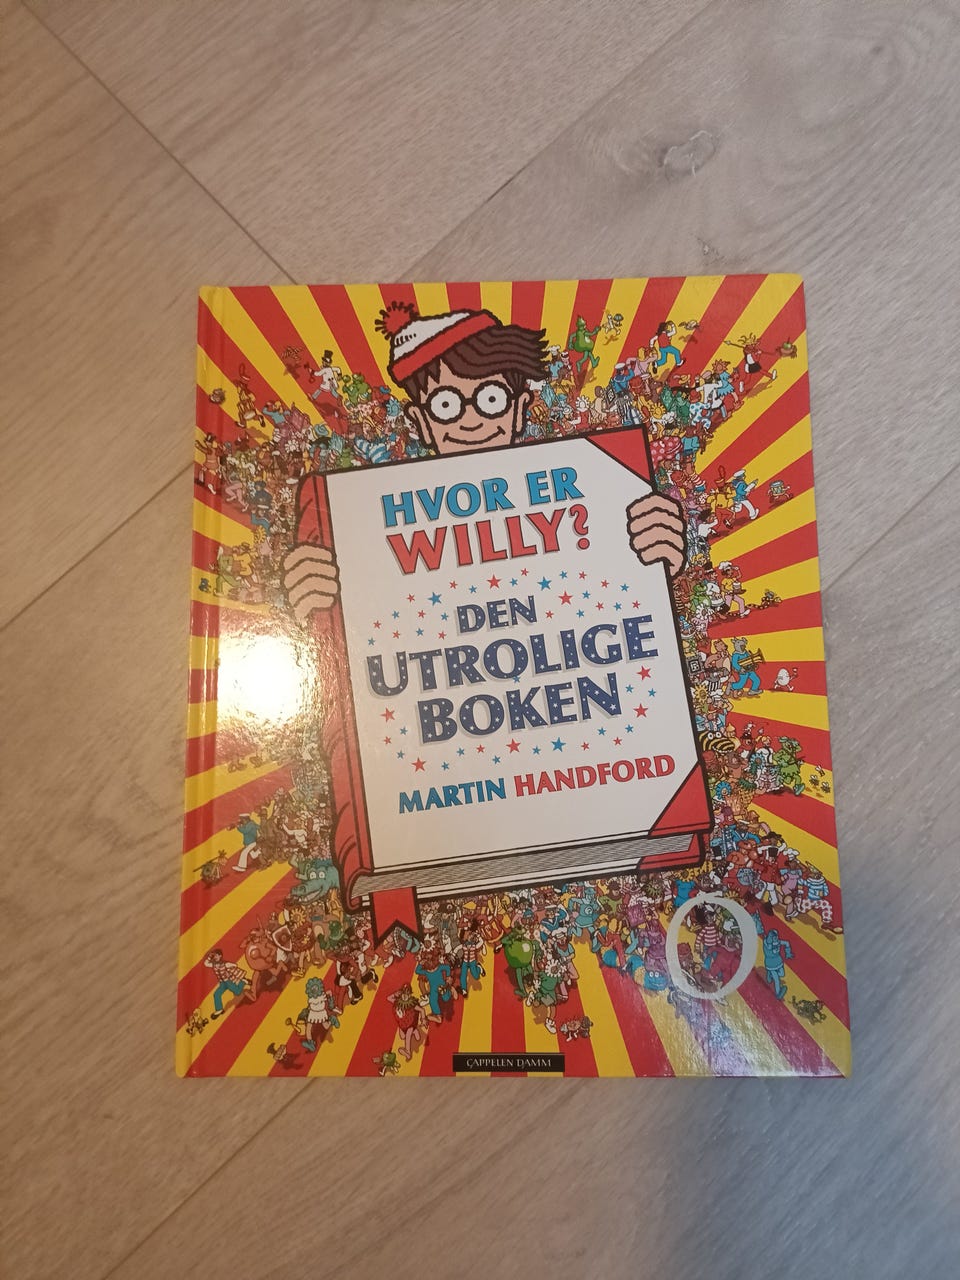 HVOR ER
WILLY?
DEN
UTROLIGE
BOKEN
MARTIN HANDFORD
CAPPELEN DAMM